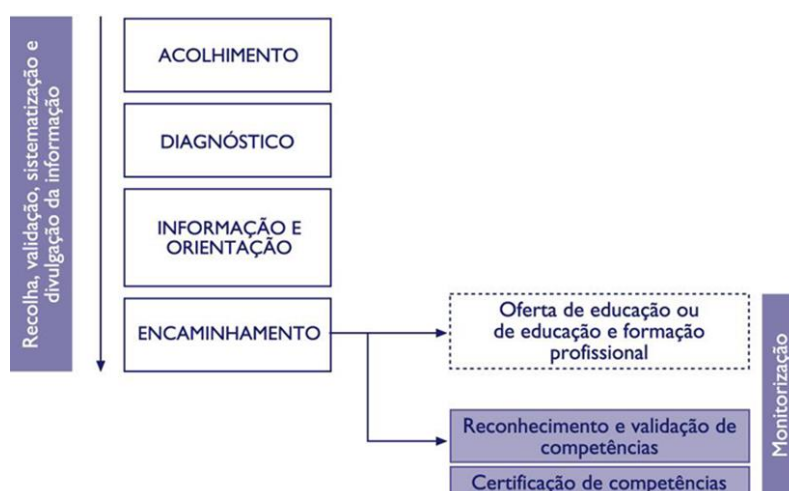 Recolha, validação, sistematização e
divulgação da informação
ACOLHIMENTO
DIAGNÓSTICO
INFORMAÇÃO E
ORIENTAÇÃO
ENCAMINHAMENTO
Oferta de educação ou
de educação e formação
profissional
Reconhecimento e validação de
competências
Certificação de competências
Monitorização